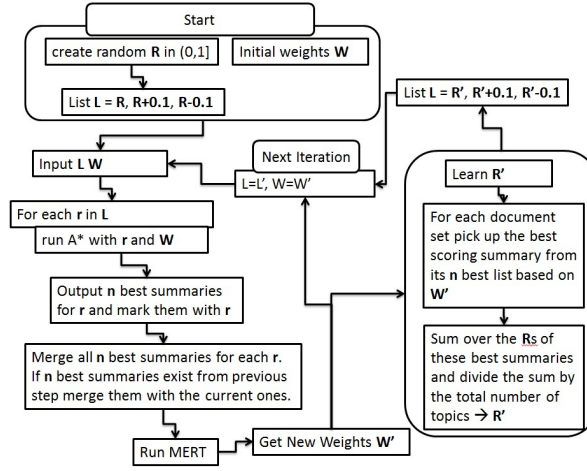 Start
create random R in (0,1]
Initial weights W
List L = R, R+0.1, R-0.1
List L = R’, R’+0.1, R’-0.1
Input L W
Next Iteration
L=L’, W=W’
Learn R’
For each r in L
run A* with r and W
For each document
set pick up the best
scoring summary from
its n best list based on
W’
Output n best summaries
for r and mark them with r
Sum over the Rs of
these best summaries
and divide the sum by
the total number of
topics → R’
Merge all n best summaries for each r.
If n best summaries exist from previous
step merge them with the current ones.
Run MERT
Get New Weights W’